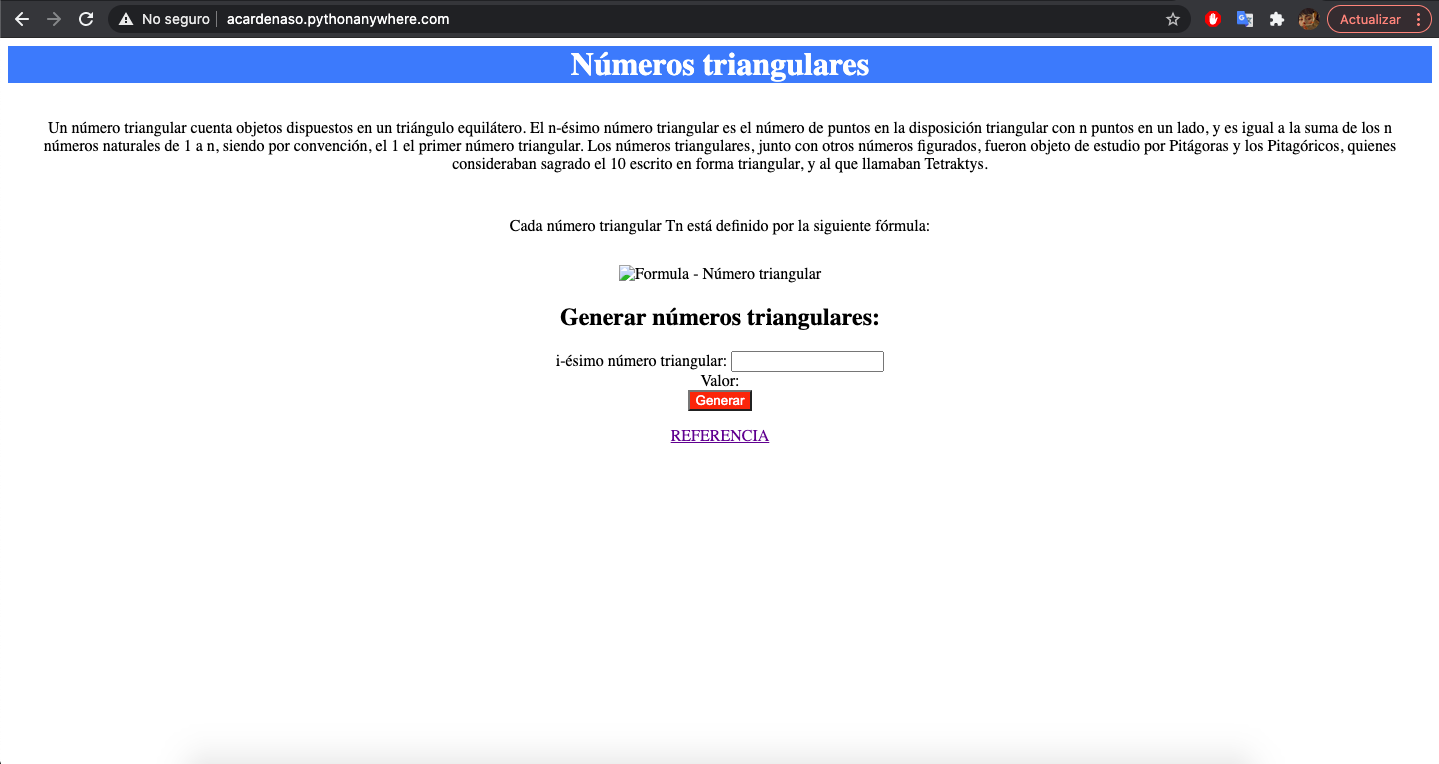 No seguro acardenaso.pythonanywhere.com Actualizar
Números triangulares
Un número triangular cuenta objetos dispuestos en un triángulo equilátero. El n-ésimo número triangular es el número de puntos en la disposición triangular con n puntos en un lado, y es igual a la suma de los n
números naturales de 1 a n, siendo por convención, el 1 el primer número triangular. Los números triangulares, junto con otros números figurados, fueron objeto de estudio por Pitágoras y los Pitagóricos, quienes
consideraban sagrado el 10 escrito en forma triangular, y al que llamaban Tetraktys.
Cada número triangular Tn está definido por la siguiente fórmula:
Formula - Número triangular
Generar números triangulares:
i-ésimo número triangular:
Valor:
Generar
REFERENCIA